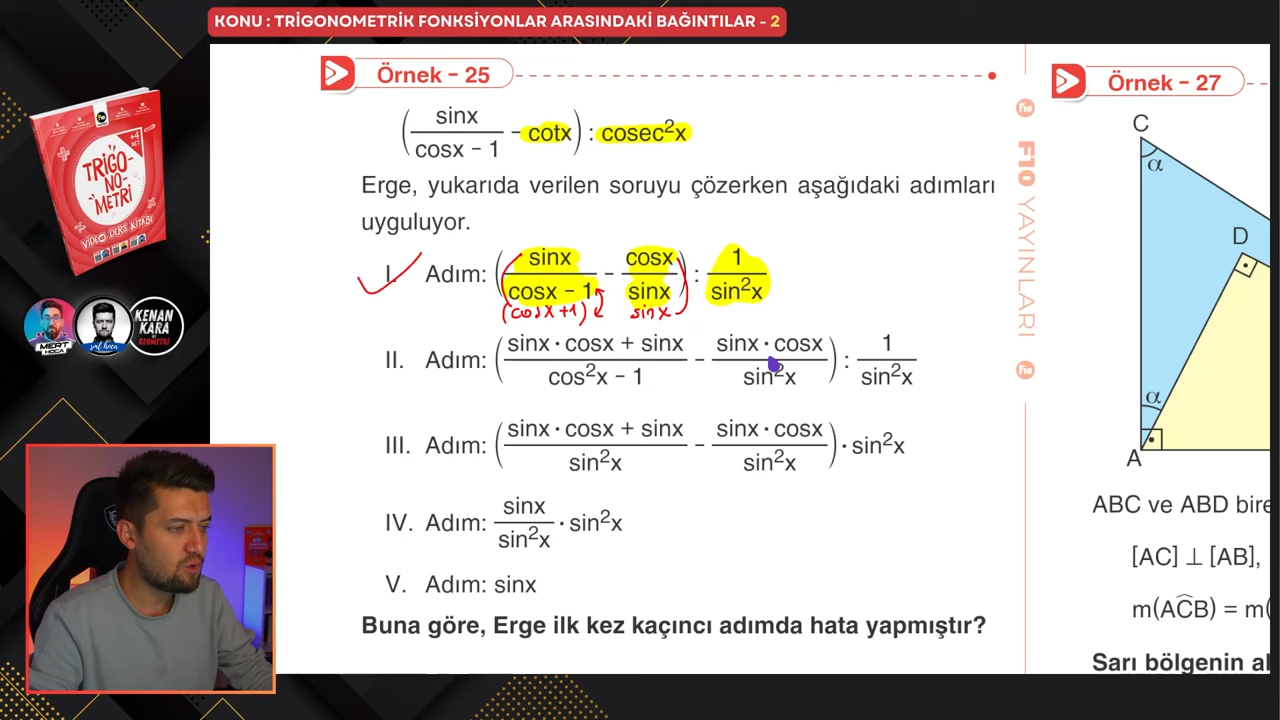 KONU : TRİGONOMETRİK FONKSİYONLAR ARASINDAKİ BAĞINTILAR - 2
Örnek – 25
(sinx/(cosx – 1) – cotx) : cosec²x
Erge, yukarıda verilen soruyu çözerken aşağıdaki adımları
uyguluyor.
I. Adım: (sinx/(cosx – 1) – cosx/sinx) : 1/sin²x
(cosx+1) sinx
II. Adım: ((sinx · cosx + sinx)/(cos²x – 1) – (sinx · cosx)/sin²x) : 1/sin²x
III. Adım: ((sinx · cosx + sinx)/sin²x – (sinx · cosx)/sin²x) · sin²x
IV. Adım: sinx/sin²x · sin²x
V. Adım: sinx
Buna göre, Erge ilk kez kaçıncı adımda hata yapmıştır?
F10 YAYINLARI
F10
F10
Örnek – 27
C
α
D
α
A
ABC ve ABD bire
[AC] ⊥ [AB],
m(AĈB) = m(
Sarı bölgenin al
+4 NET
TRİGO-
NO-
METRİ
VİDEO DERS KİTABI
MERT
HOCA
KENAN
KARA
GEOMETRİ